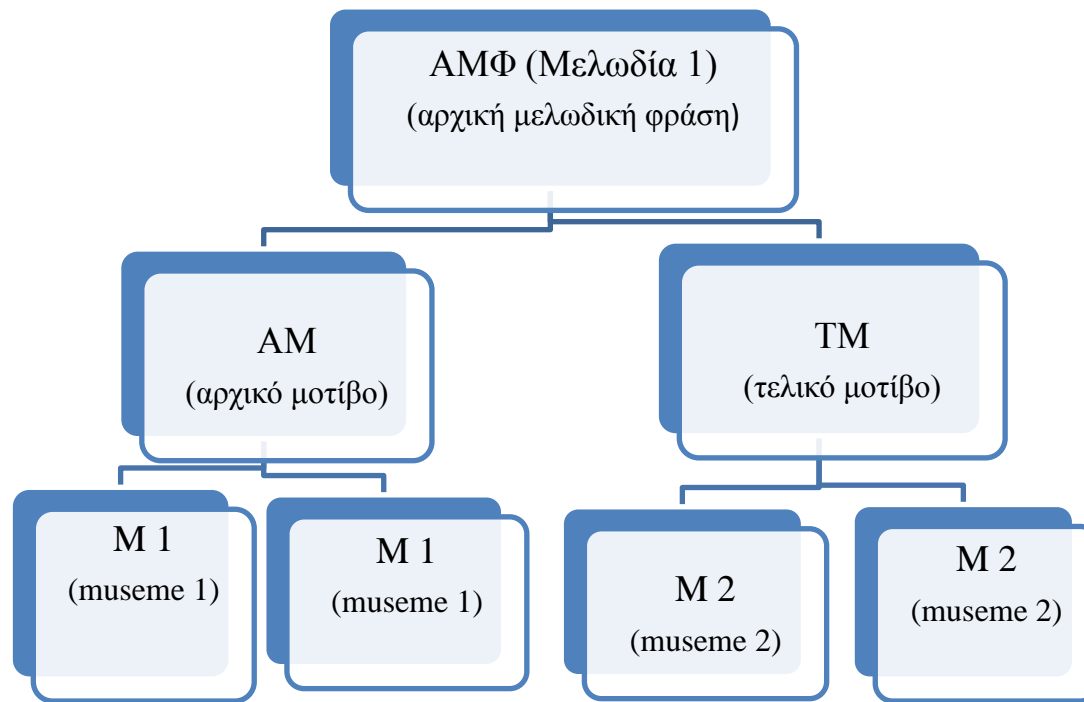 ΑΜΦ (Μελωδία 1)
(αρχική μελωδική φράση)
ΑΜ
(αρχικό μοτίβο)
ΤΜ
(τελικό μοτίβο)
Μ 1
(museme 1)
Μ 1
(museme 1)
Μ 2
(museme 2)
Μ 2
(museme 2)